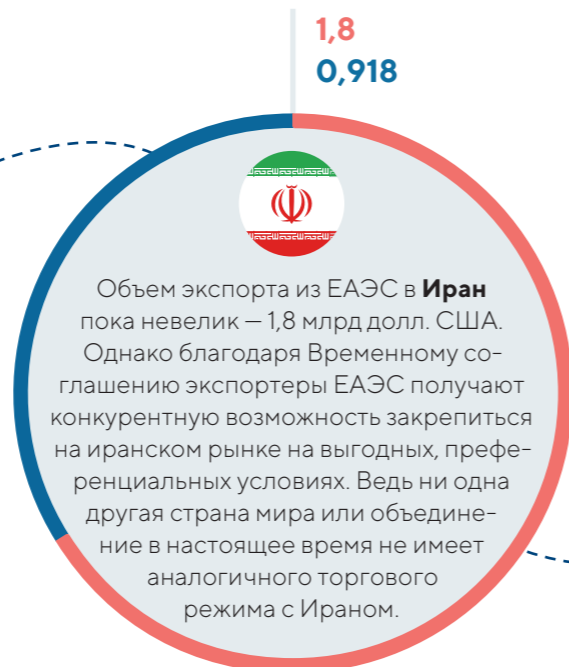 1,8
0,918
Объем экспорта из ЕАЭС в Иран
пока невелик — 1,8 млрд долл. США.
Однако благодаря Временному со-
глашению экспортеры ЕАЭС получают
конкурентную возможность закрепиться
на иранском рынке на выгодных, префе-
ренциальных условиях. Ведь ни одна
другая страна мира или объедине-
ние в настоящее время не имеет
аналогичного торгового
режима с Ираном.